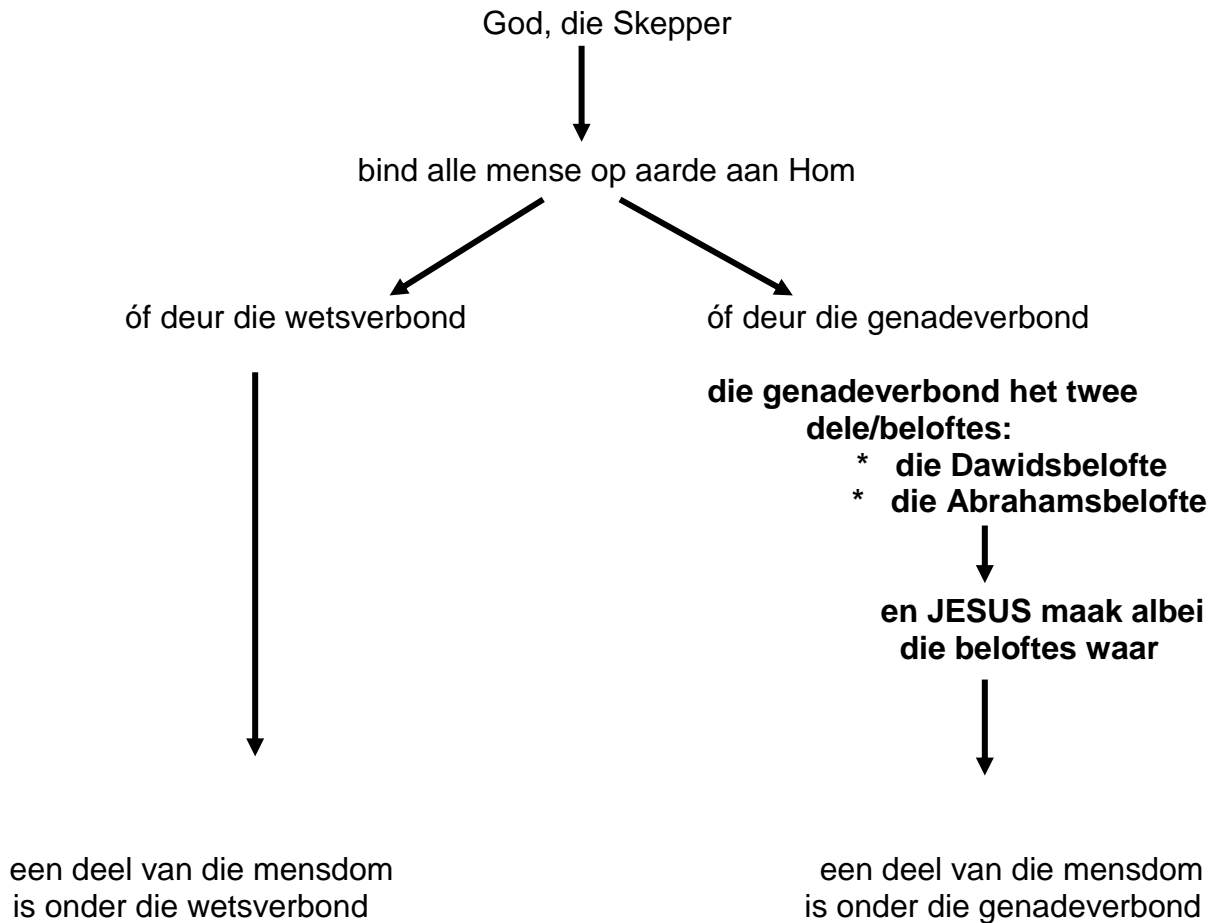 God, die Skepper
bind alle mense op aarde aan Hom
óf deur die wetsverbond
óf deur die genadeverbond
die genadeverbond het twee
dele/beloftes:
* die Dawidsbelofte
* die Abrahamsbelofte
en JESUS maak albei
die beloftes waar
een deel van die mensdom
is onder die wetsverbond
een deel van die mensdom
is onder die genadeverbond